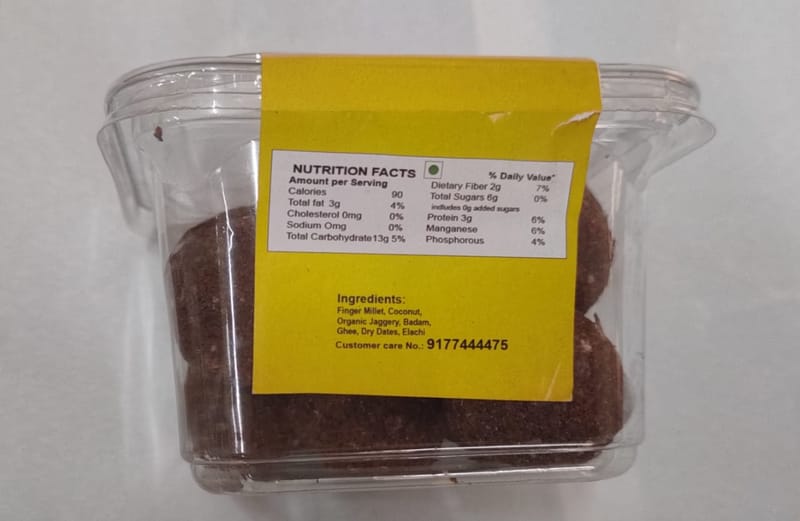 NUTRITION FACTS
Amount per Serving
Calories 90
Total fat 3g 4%
Cholesterol 0mg 0%
Sodium Omg 0%
Total Carbohydrate13g 5%
% Daily Value*
Dietary Fiber 2g 7%
Total Sugars 6g 0%
includes 0g added sugars
Protein 3g 6%
Manganese 6%
Phosphorous 4%
Ingredients:
Finger Millet, Coconut,
Organic Jaggery, Badam,
Ghee, Dry Dates, Elachi
Customer care No.: 9177444475